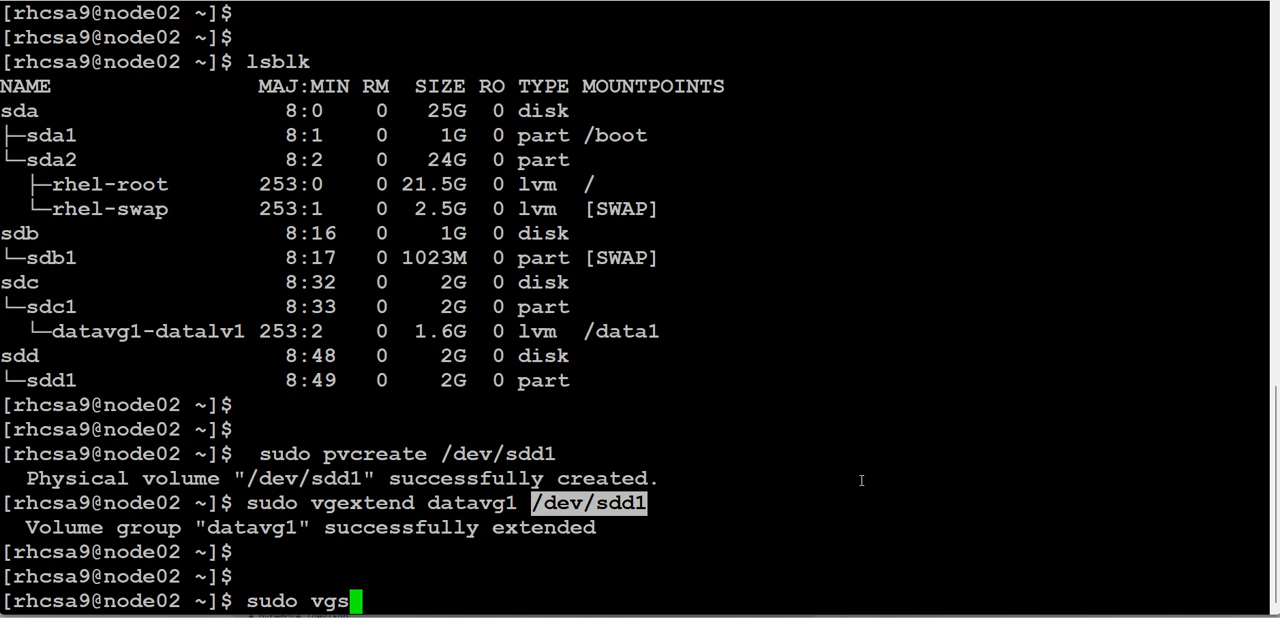 [rhcsa9@node02 ~]$
[rhcsa9@node02 ~]$
[rhcsa9@node02 ~]$ lsblk
NAME                MAJ:MIN RM   SIZE RO TYPE MOUNTPOINTS
sda                   8:0    0    25G  0 disk
├─sda1                8:1    0     1G  0 part /boot
└─sda2                8:2    0    24G  0 part
  ├─rhel-root       253:0    0  21.5G  0 lvm  /
  └─rhel-swap       253:1    0   2.5G  0 lvm  [SWAP]
sdb                   8:16   0     1G  0 disk
└─sdb1                8:17   0  1023M  0 part [SWAP]
sdc                   8:32   0     2G  0 disk
└─sdc1                8:33   0     2G  0 part
  └─datavg1-datalv1 253:2    0   1.6G  0 lvm  /data1
sdd                   8:48   0     2G  0 disk
└─sdd1                8:49   0     2G  0 part
[rhcsa9@node02 ~]$
[rhcsa9@node02 ~]$
[rhcsa9@node02 ~]$  sudo pvcreate /dev/sdd1
  Physical volume "/dev/sdd1" successfully created.
[rhcsa9@node02 ~]$ sudo vgextend datavg1 /dev/sdd1
  Volume group "datavg1" successfully extended
[rhcsa9@node02 ~]$
[rhcsa9@node02 ~]$
[rhcsa9@node02 ~]$ sudo vgs